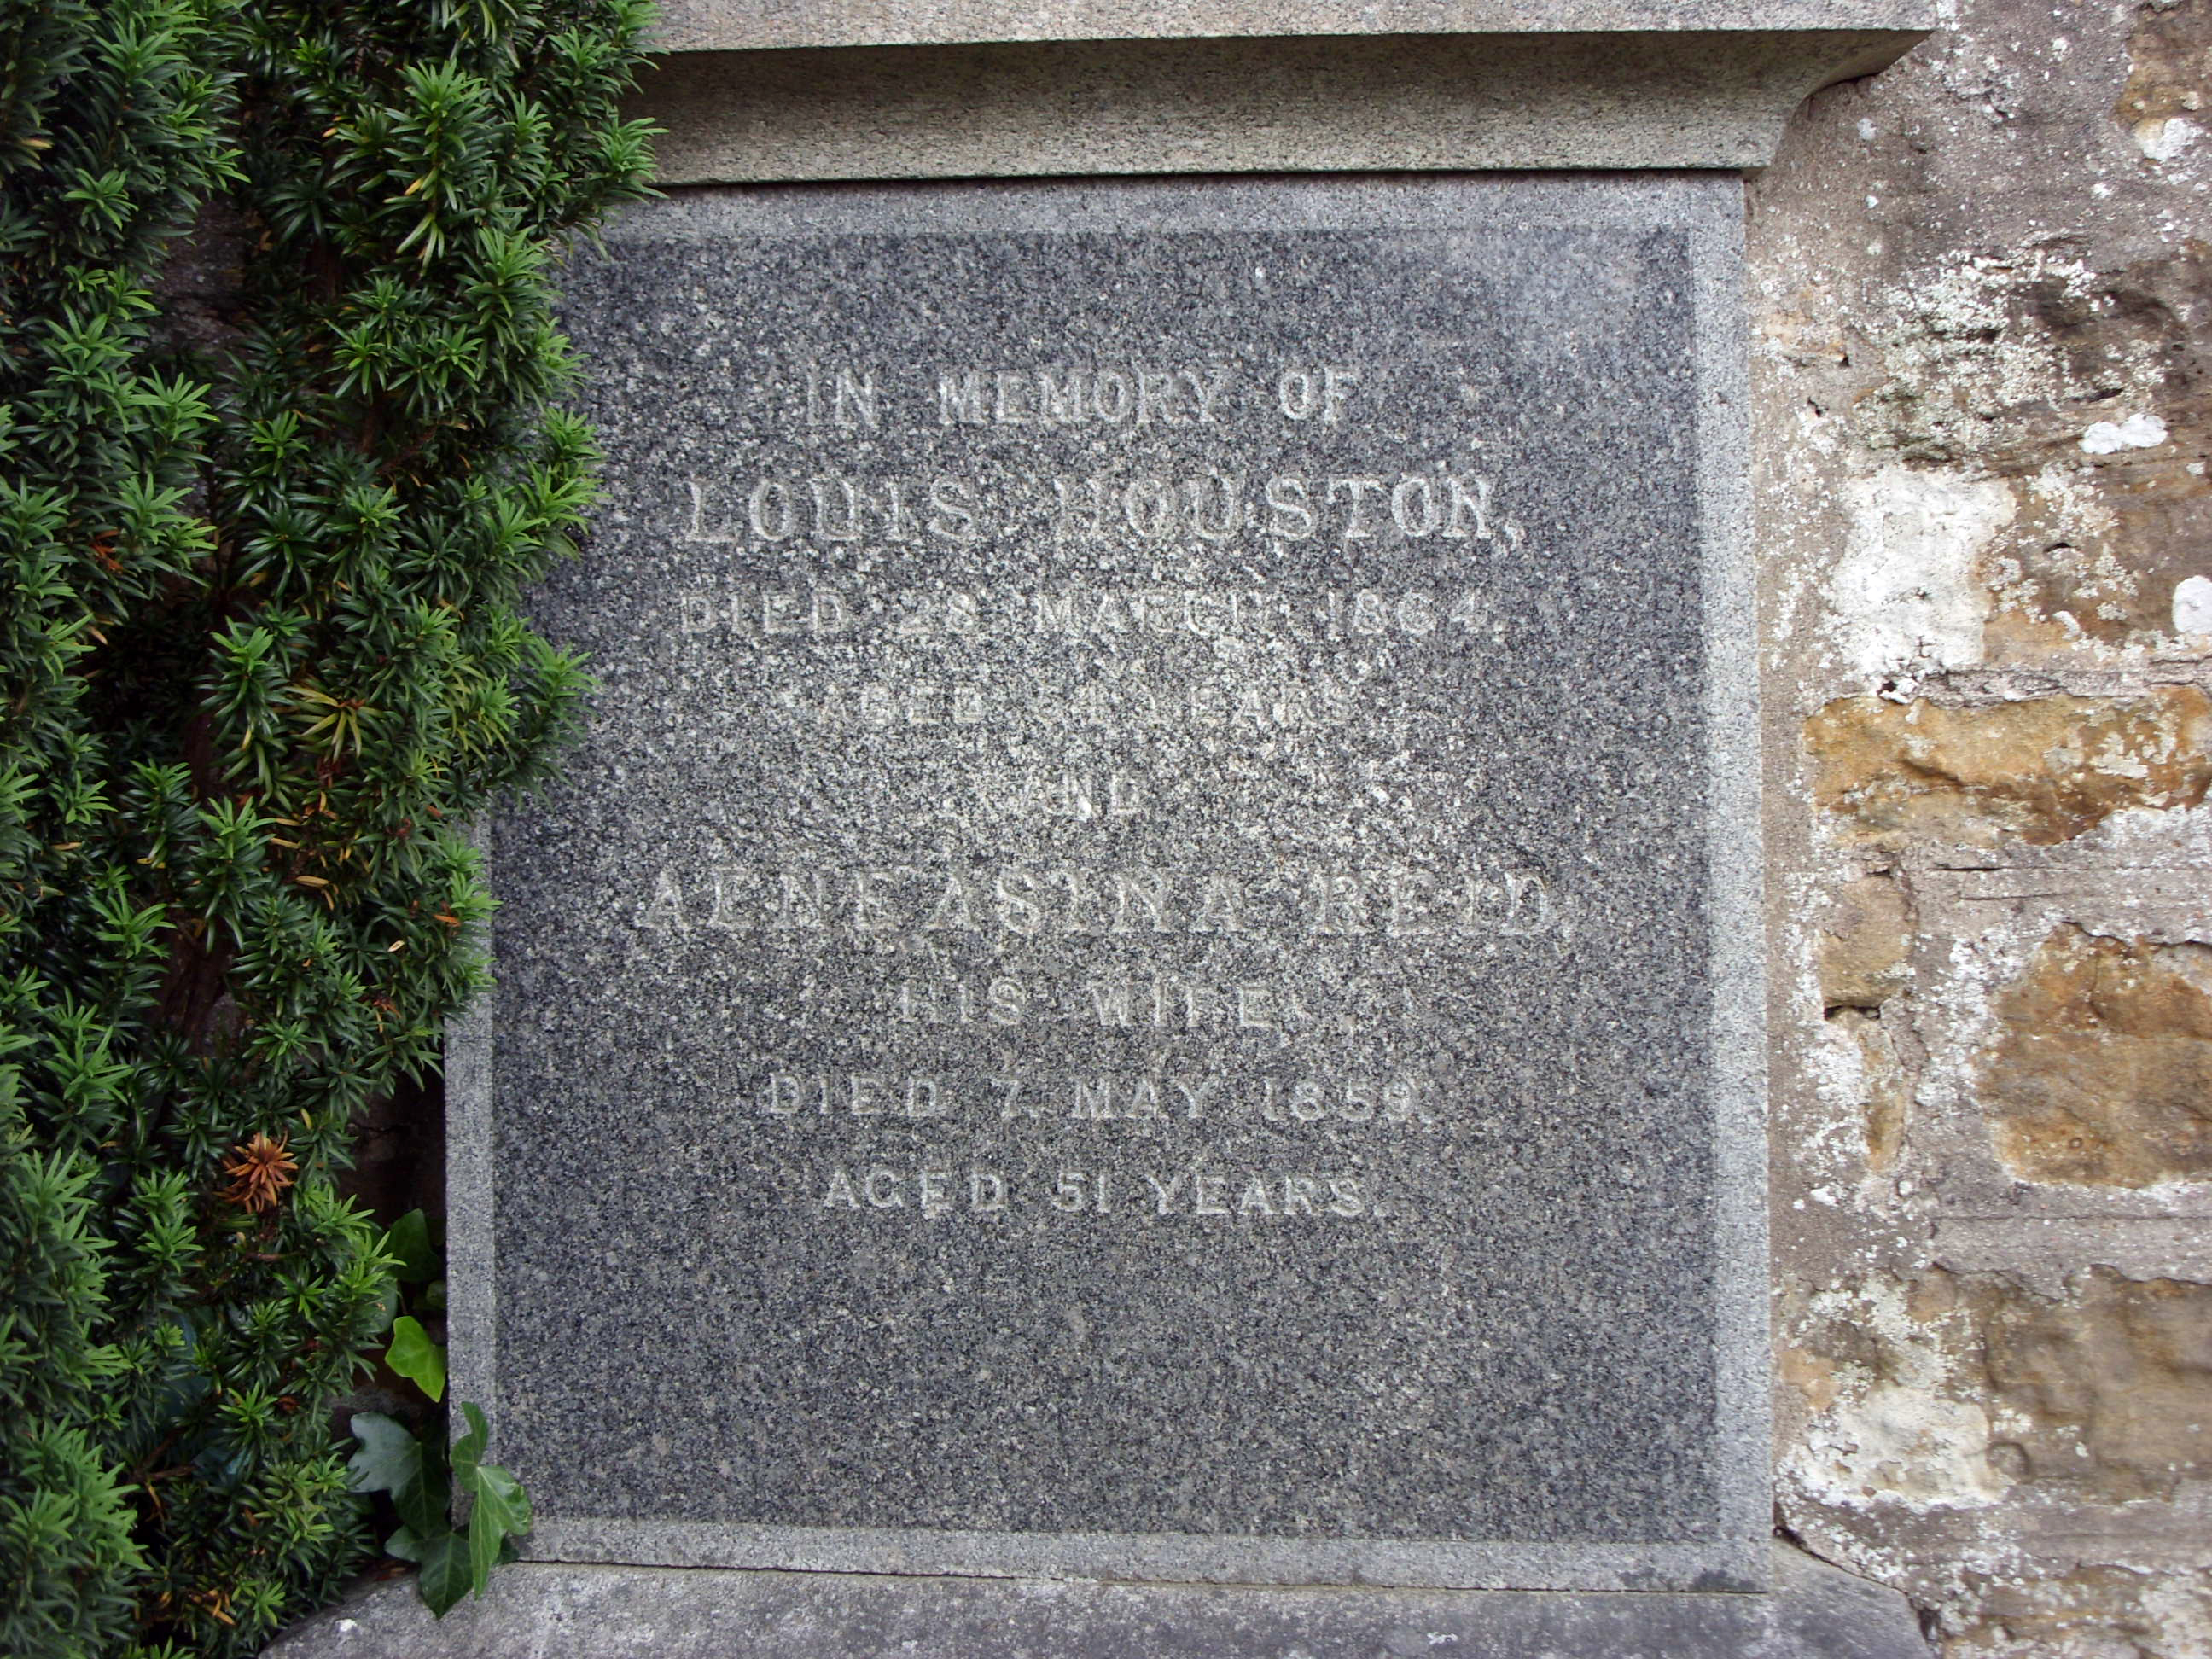 IN MEMORY OF
LOUIS HOUSTON,
DIED 28 MARCH 1864.
AGED YEARS
AND
AENEASINA REID,
HIS WIFE,
DIED 7. MAY 1859.
AGED 51 YEARS.